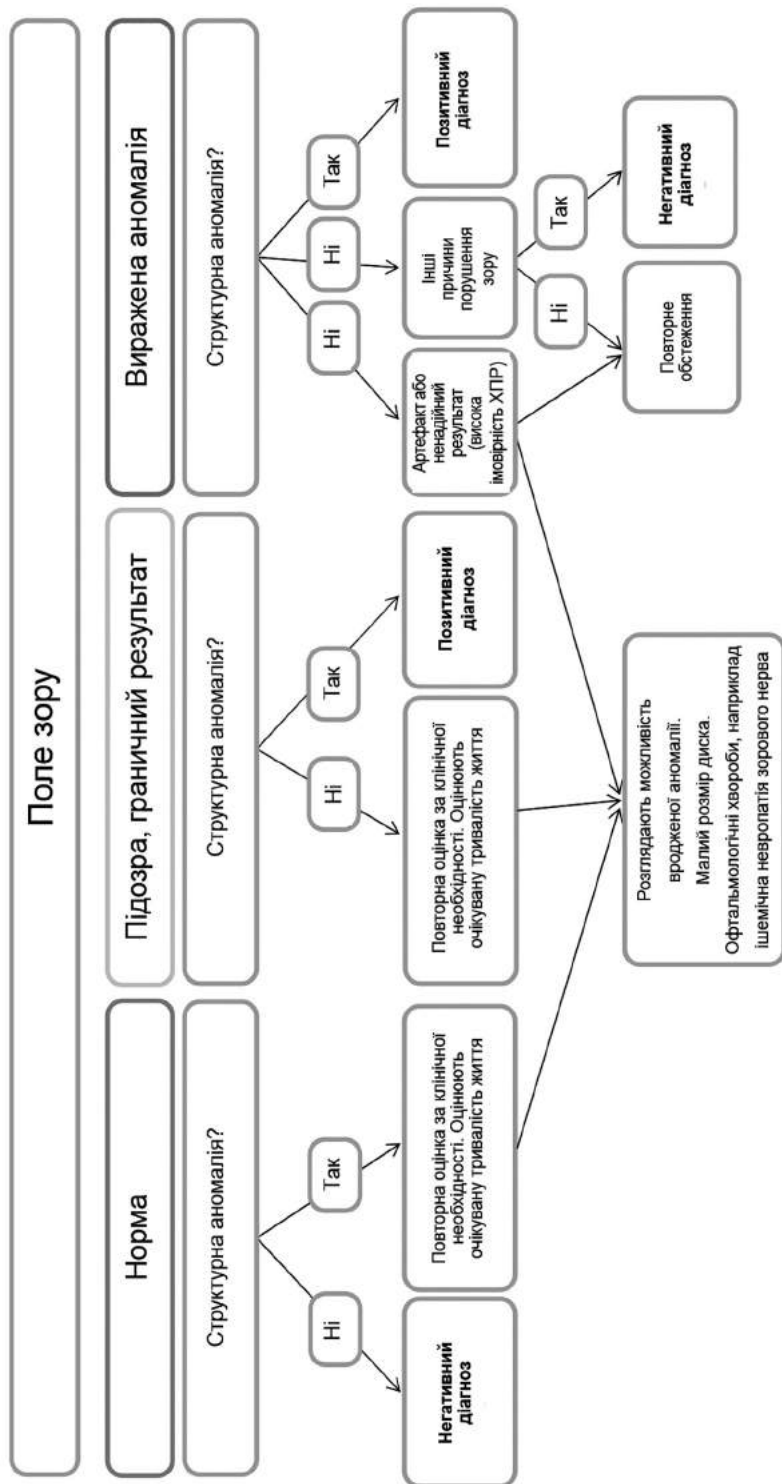 Поле зору
Норма
Підозра, граничний результат
Виражена аномалія
Структурна аномалія?
Структурна аномалія?
Структурна аномалія?
Ні
Так
Ні
Так
Ні
Ні
Так
Негативний
діагноз
Повторна оцінка за клінічної
необхідності. Оцінюють
очікувану тривалість життя
Повторна оцінка за клінічної
необхідності. Оцінюють
очікувану тривалість життя
Позитивний
діагноз
Артефакт або
ненадійний
результат
(висока
імовірність ХПР)
Інші
причини
порушення
зору
Позитивний
діагноз
Ні
Так
Розглядають можливість
вродженої аномалії.
Малий розмір диска.
Офтальмологічні хвороби, наприклад
ішемічна невропатія зорового нерва
Повторне
обстеження
Негативний
діагноз